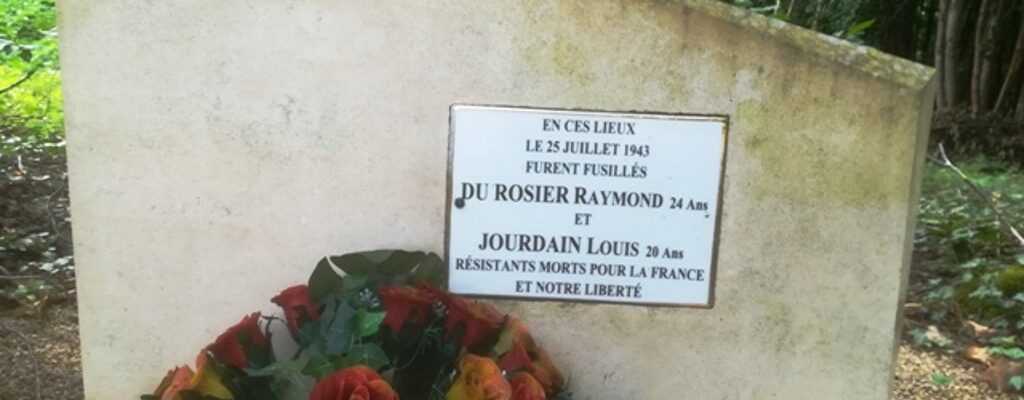 EN CES LIEUX
LE 25 JUILLET 1943
FURENT FUSILLÉS
DU ROSIER RAYMOND 24 Ans
ET
JOURDAIN LOUIS 20 Ans
RÉSISTANTS MORTS POUR LA FRANCE
ET NOTRE LIBERTÉ